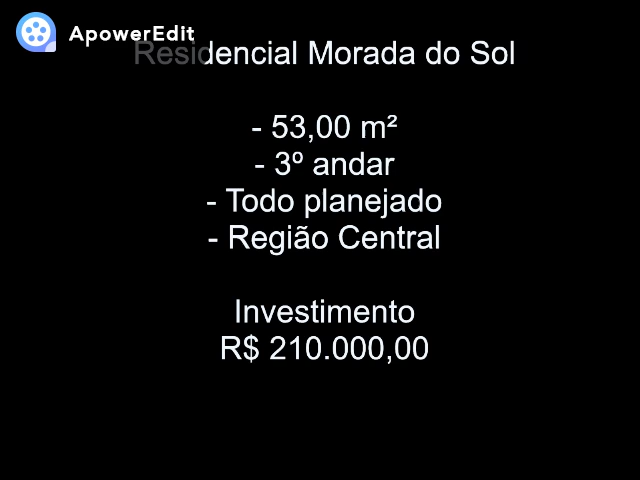 ApowerEdit
Residencial Morada do Sol
- 53,00 m²
- 3º andar
- Todo planejado
- Região Central
Investimento
R$ 210.000,00